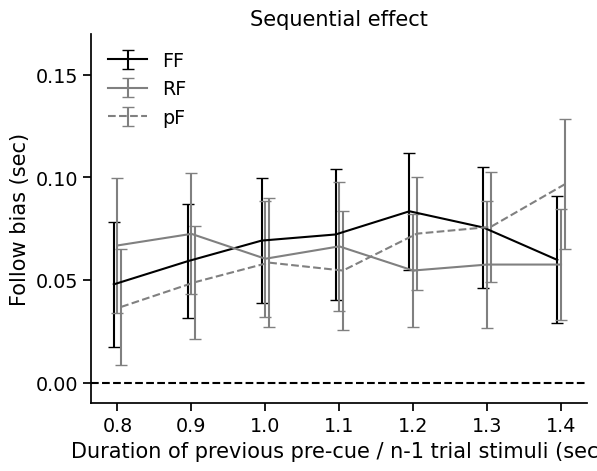 Sequential effect
FF
RF
pF
0.15
0.10
0.05
0.00
Follow bias (sec)
0.8 0.9 1.0 1.1 1.2 1.3 1.4
Duration of previous pre-cue / n-1 trial stimuli (sec